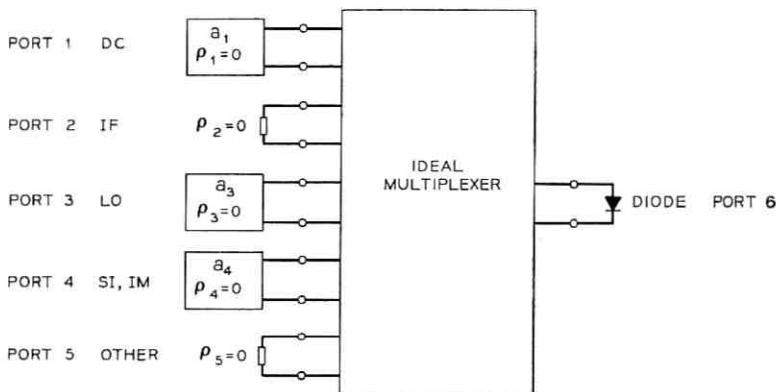 PORT 1 DC a₁ ρ₁=0
PORT 2 IF ρ₂=0
PORT 3 LO a₃ ρ₃=0
PORT 4 SI, IM a₄ ρ₄=0
PORT 5 OTHER ρ₅=0
IDEAL
MULTIPLEXER
DIODE PORT 6